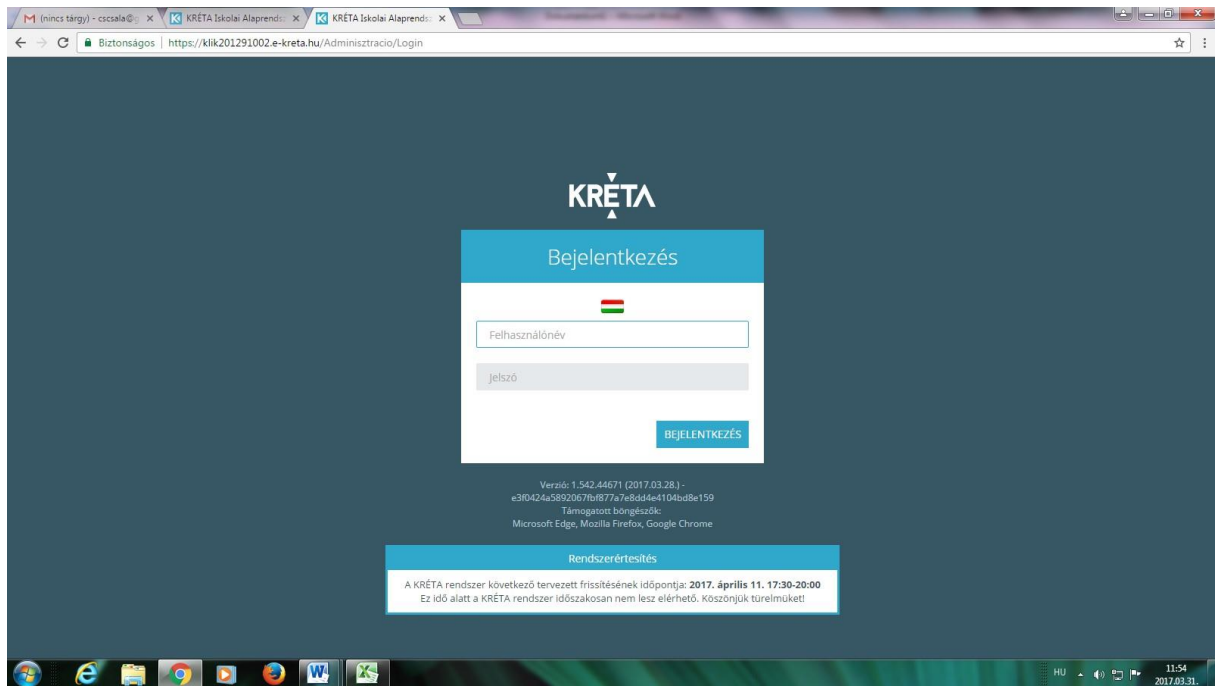 (nincs tárgy) - cscsala@g
KRÉTA Iskolai Alaprends
KRÉTA Iskolai Alaprends
Biztonságos | https://klik201291002.e-kreta.hu/Adminisztracio/Login
KRÉTA
Bejelentkezés
Felhasználónév
Jelszó
BEJELENTKEZÉS
Verzió: 1.542.44671 (2017.03.28.) -
e3f0424a5892067fbf877a7e8dd4e4104bd8e159
Támogatott böngészők:
Microsoft Edge, Mozilla Firefox, Google Chrome
Rendszerértesítés
A KRÉTA rendszer következő tervezett frissítésének időpontja: 2017. április 11. 17:30-20:00
Ez idő alatt a KRÉTA rendszer időszakosan nem lesz elérhető. Köszönjük türelmüket!
HU
11:54
2017.03.31.